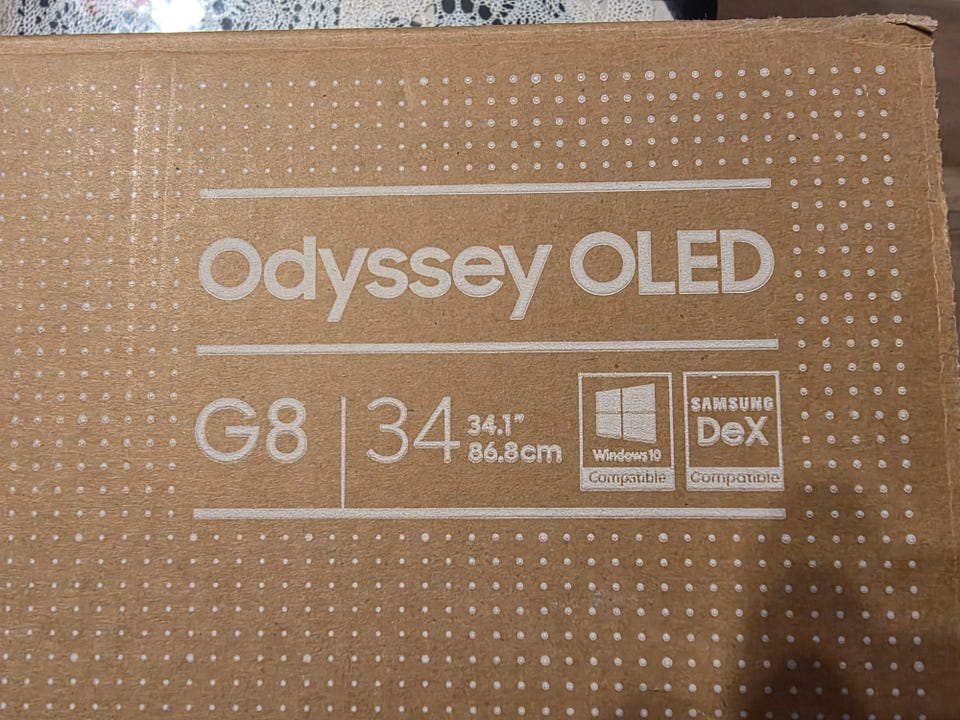 Odyssey OLED
G8
34
34.1"
86.8cm
Windows 10
Compatible
SAMSUNG
DeX
Compatible